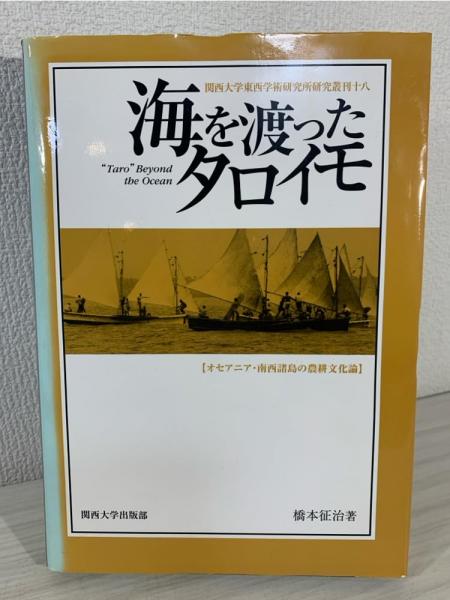 関西大学東西学術研究所研究叢刊十八
海を渡った
"Taro" Beyond
the Ocean
タロイモ
【オセアニア・南西諸島の農耕文化論】
関西大学出版部
橋本征治著